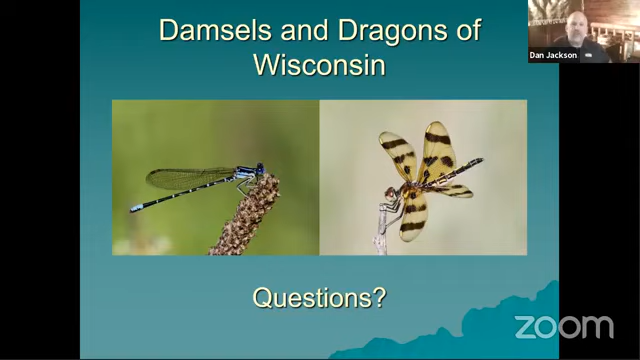 Damsels and Dragons of
Wisconsin
Dan Jackson
Questions?
zoom